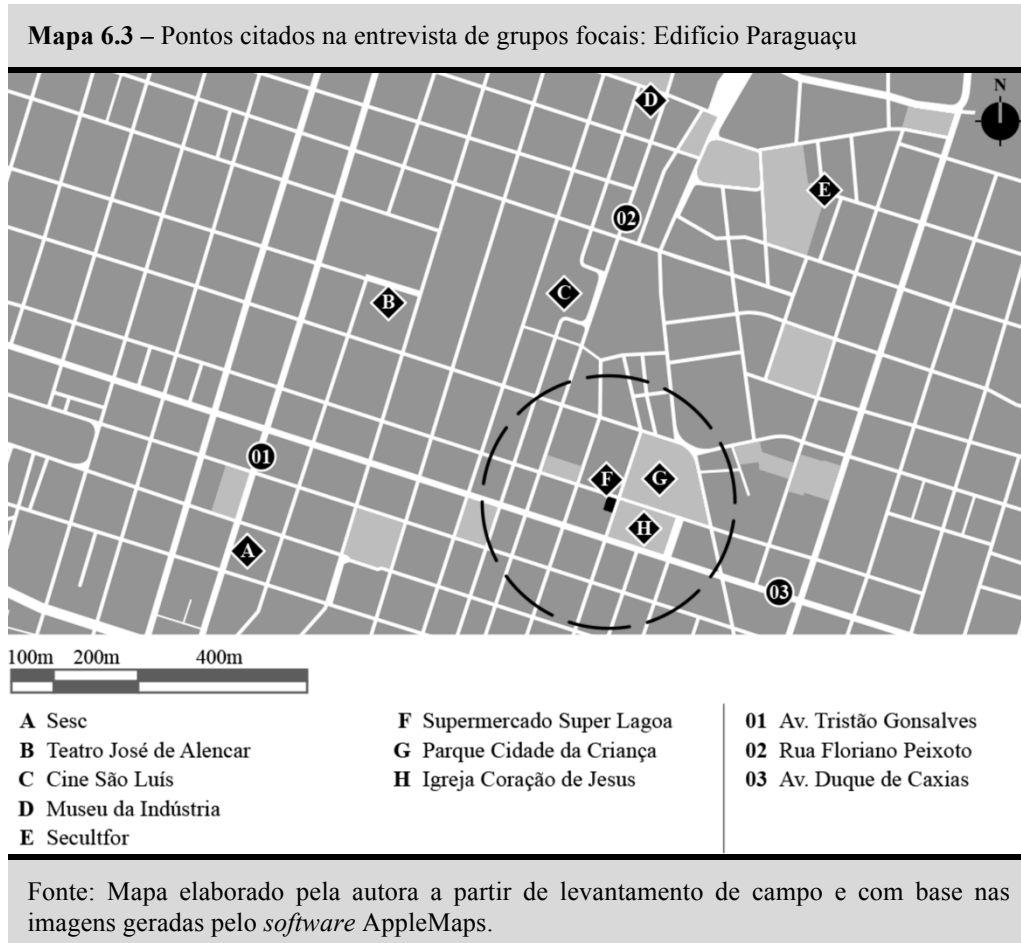 Mapa 6.3 – Pontos citados na entrevista de grupos focais: Edifício Paraguaçu
N
D
E
02
B
C
01
F
G
H
A
03
100m 200m 400m
A Sesc
B Teatro José de Alencar
C Cine São Luís
D Museu da Indústria
E Secultfor
F Supermercado Super Lagoa
G Parque Cidade da Criança
H Igreja Coração de Jesus
01 Av. Tristão Gonsalves
02 Rua Floriano Peixoto
03 Av. Duque de Caxias
Fonte: Mapa elaborado pela autora a partir de levantamento de campo e com base nas
imagens geradas pelo software AppleMaps.